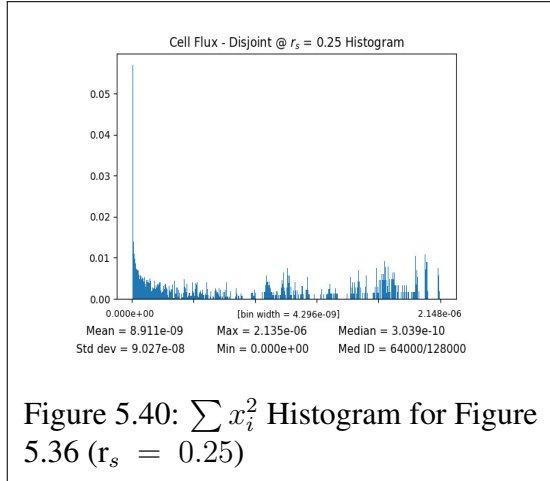 Cell Flux - Disjoint @ $r_s$ = 0.25 Histogram
0.05
0.04
0.03
0.02
0.01
0.00
0.0000e+00 [bin width = 4.296e-09] 2.148e-06
Mean = 8.911e-09 Max = 2.135e-06 Median = 3.039e-10
Std dev = 9.027e-08 Min = 0.000e+00 Med ID = 64000/128000
Figure 5.40: $\sum x_i^2$ Histogram for Figure
5.36 ($r_s$ = 0.25)